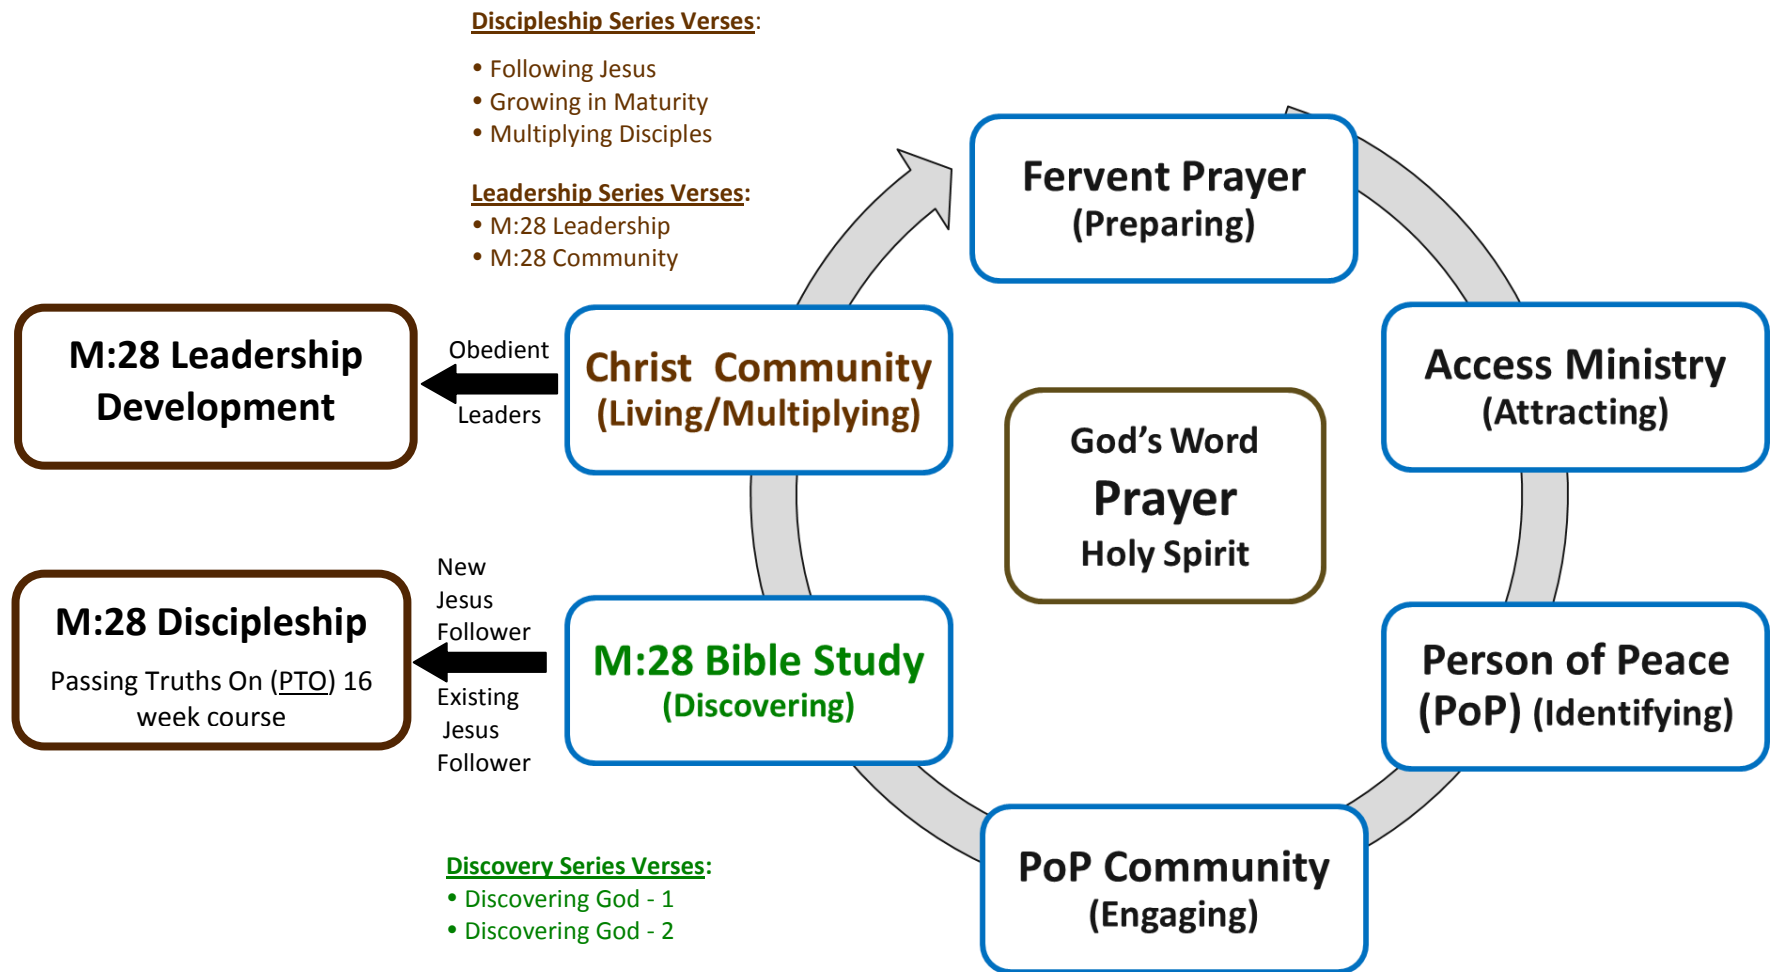 Discipleship Series Verses:
• Following Jesus
• Growing in Maturity
• Multiplying Disciples
Leadership Series Verses:
• M:28 Leadership
• M:28 Community
Fervent Prayer
(Preparing)
Access Ministry
(Attracting)
Person of Peace
(PoP) (Identifying)
PoP Community
(Engaging)
M:28 Bible Study
(Discovering)
Christ Community
(Living/Multiplying)
God’s Word
Prayer
Holy Spirit
Obedient
Leaders
M:28 Leadership
Development
New
Jesus
Follower
Existing
Jesus
Follower
M:28 Discipleship
Passing Truths On (PTO) 16
week course
Discovery Series Verses:
• Discovering God - 1
• Discovering God - 2